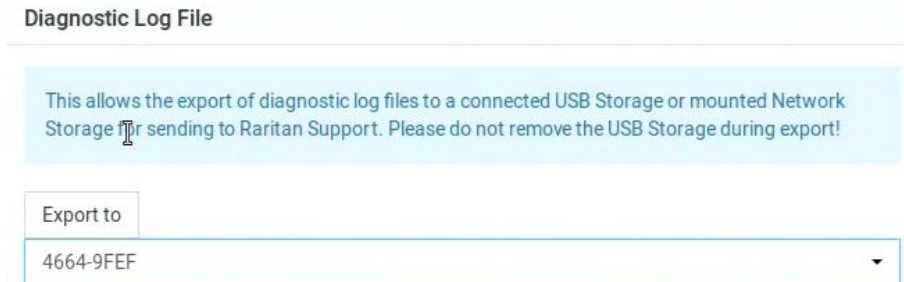 Diagnostic Log File
This allows the export of diagnostic log files to a connected USB Storage or mounted Network
Storage for sending to Raritan Support. Please do not remove the USB Storage during export!
Export to
4664-9FEF